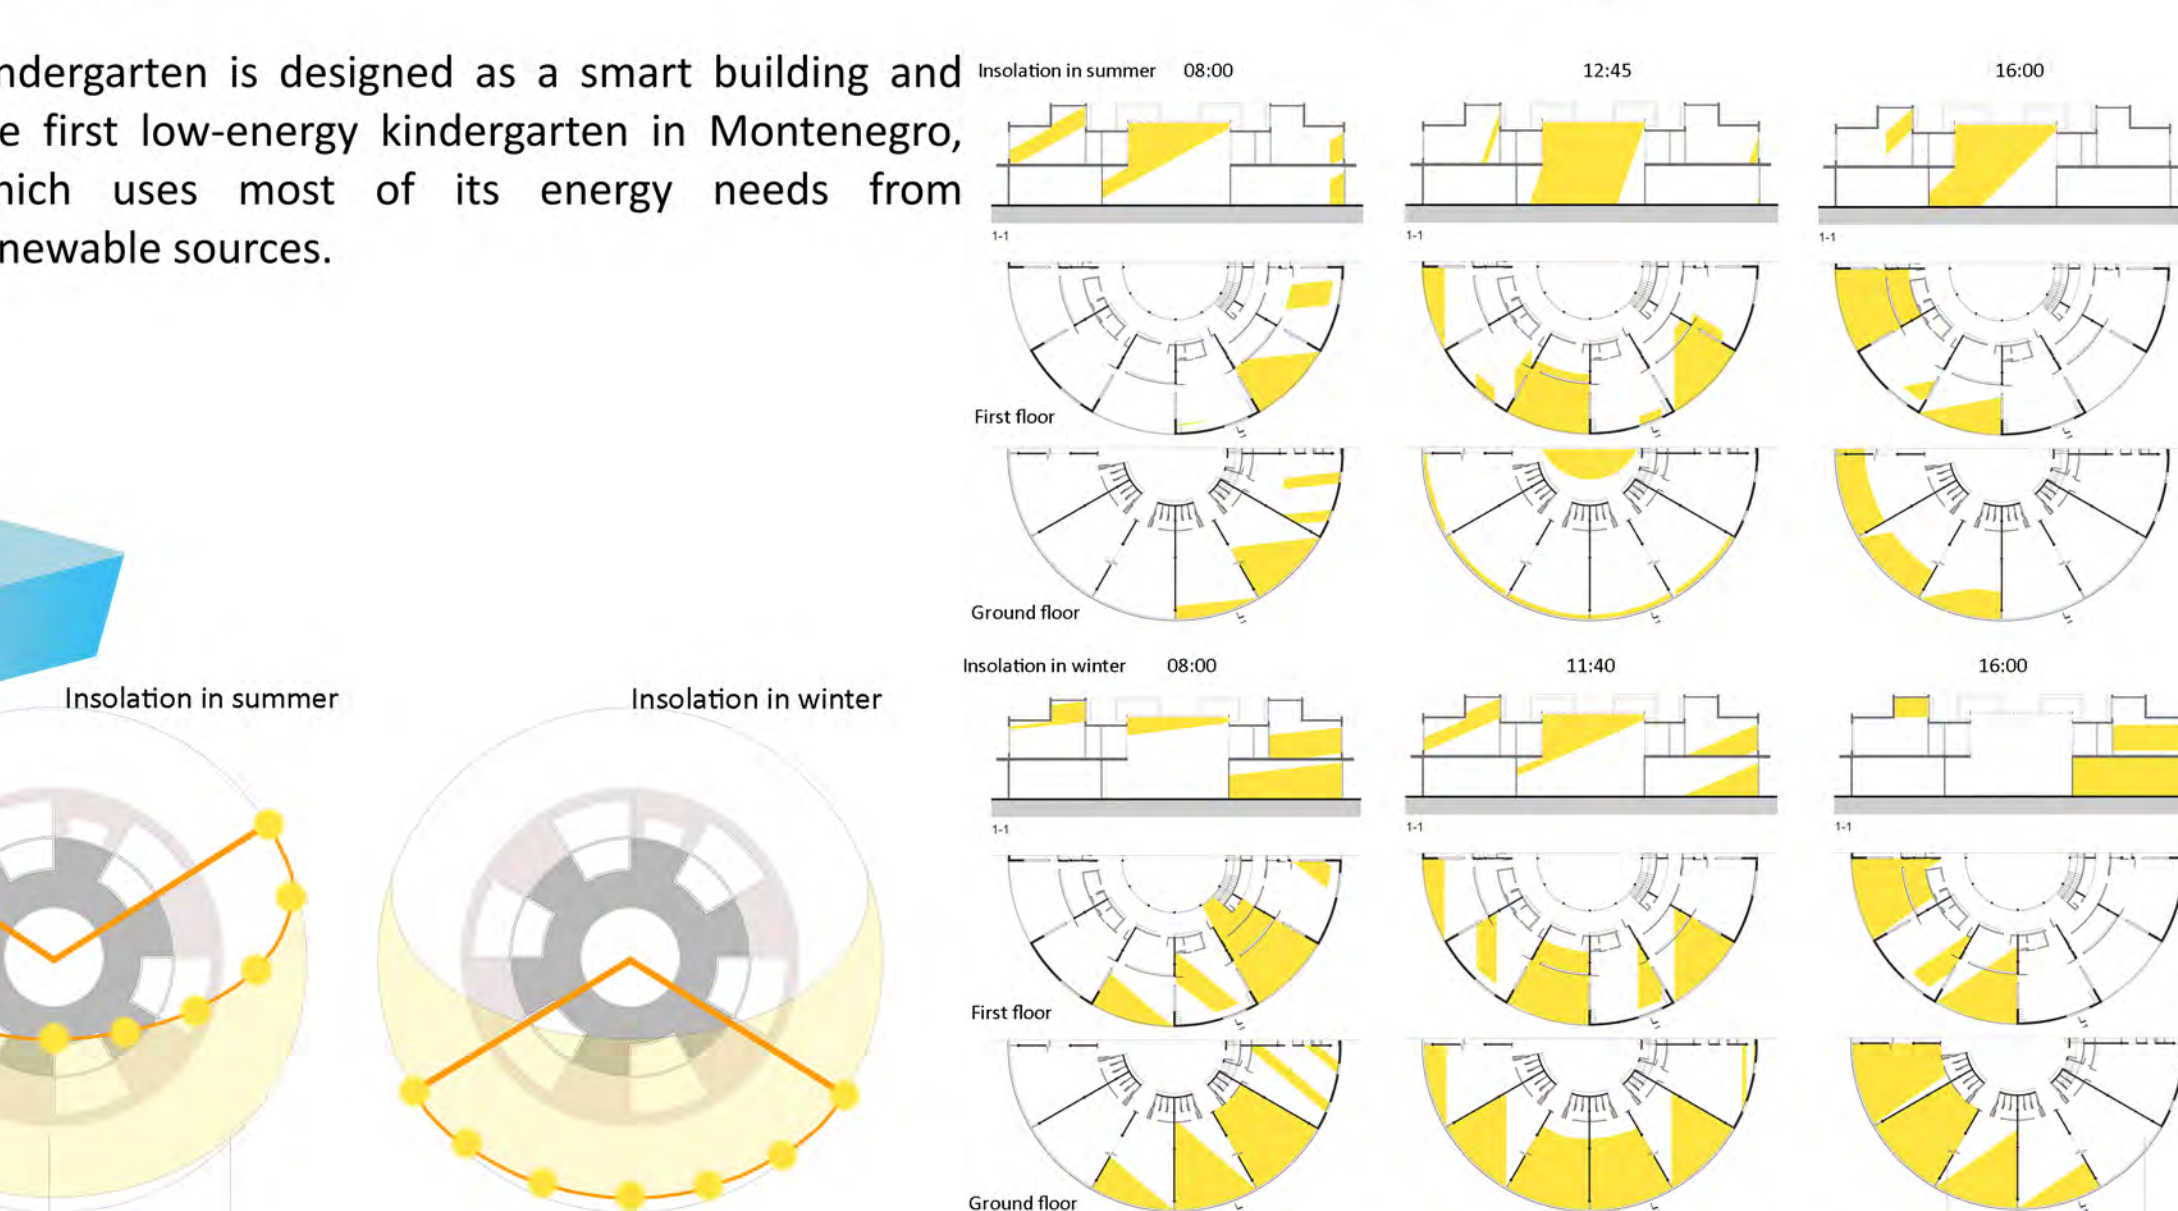 ndergarten is designed as a smart building and
e first low-energy kindergarten in Montenegro,
hich uses most of its energy needs from
newable sources.
Insolation in summer
Insolation in winter
Insolation in summer 08:00 12:45 16:00
1-1 1-1 1-1
First floor
Ground floor
Insolation in winter 08:00 11:40 16:00
1-1 1-1 1-1
First floor
Ground floor